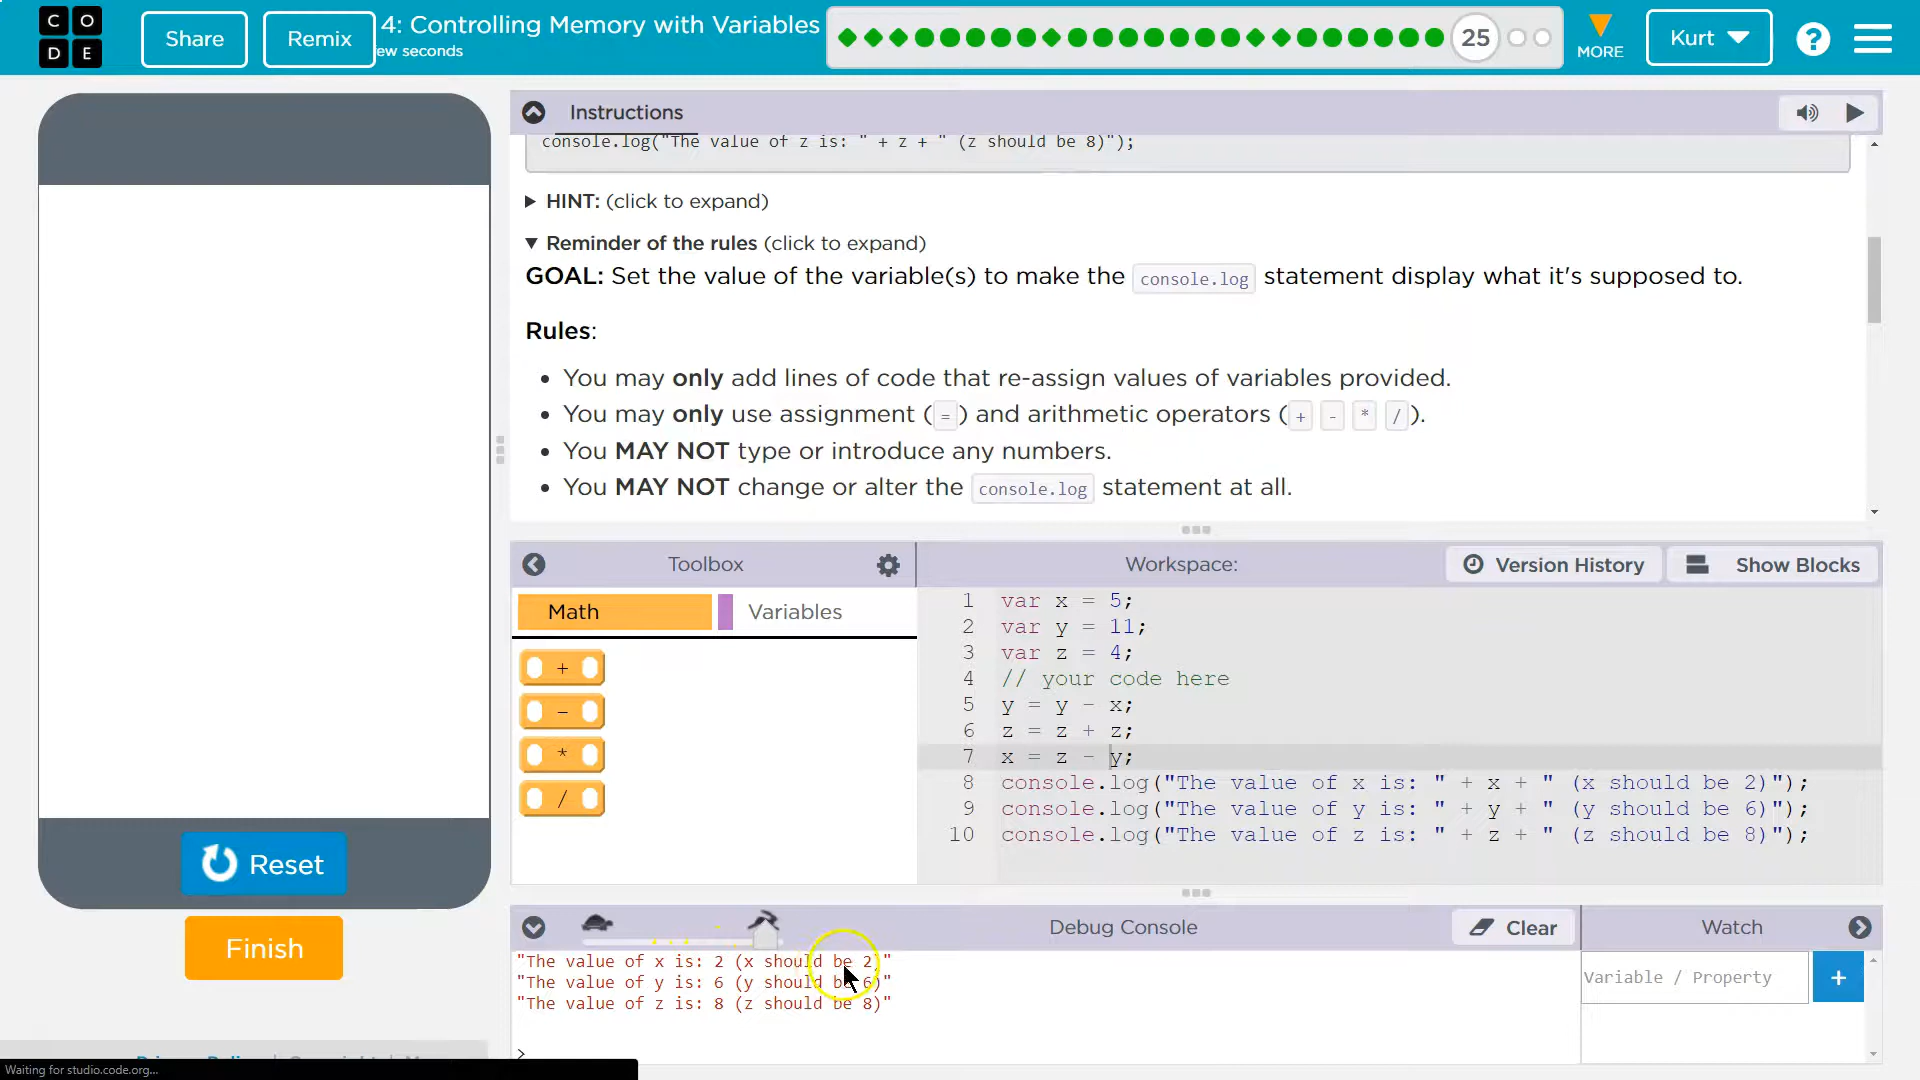 CO
DE
Share
Remix
4: Controlling Memory with Variables
few seconds
25
MORE
Kurt
?
Instructions
console.log("The value of z is: " + z + " (z should be 8)");
HINT: (click to expand)
Reminder of the rules (click to expand)
GOAL: Set the value of the variable(s) to make the console.log statement display what it's supposed to.
Rules:
You may only add lines of code that re-assign values of variables provided.
You may only use assignment ( = ) and arithmetic operators ( + - * / ).
You MAY NOT type or introduce any numbers.
You MAY NOT change or alter the console.log statement at all.
Toolbox
Workspace:
Version History
Show Blocks
Math
Variables
+
-
*
/
1 var x = 5;
2 var y = 11;
3 var z = 4;
4 // your code here
5 y = y - x;
6 z = z + z;
7 x = z - y;
8 console.log("The value of x is: " + x + " (x should be 2)");
9 console.log("The value of y is: " + y + " (y should be 6)");
10 console.log("The value of z is: " + z + " (z should be 8)");
Reset
Finish
Debug Console
Clear
Watch
"The value of x is: 2 (x should be 2)"
"The value of y is: 6 (y should be 6)"
"The value of z is: 8 (z should be 8)"
>
Variable / Property
+
Waiting for studio.code.org...